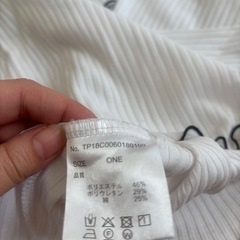 No. TP18C0060180100
SIZE ONE
品質
ポリエステル 46%
ポリウレタン 29%
綿 25%